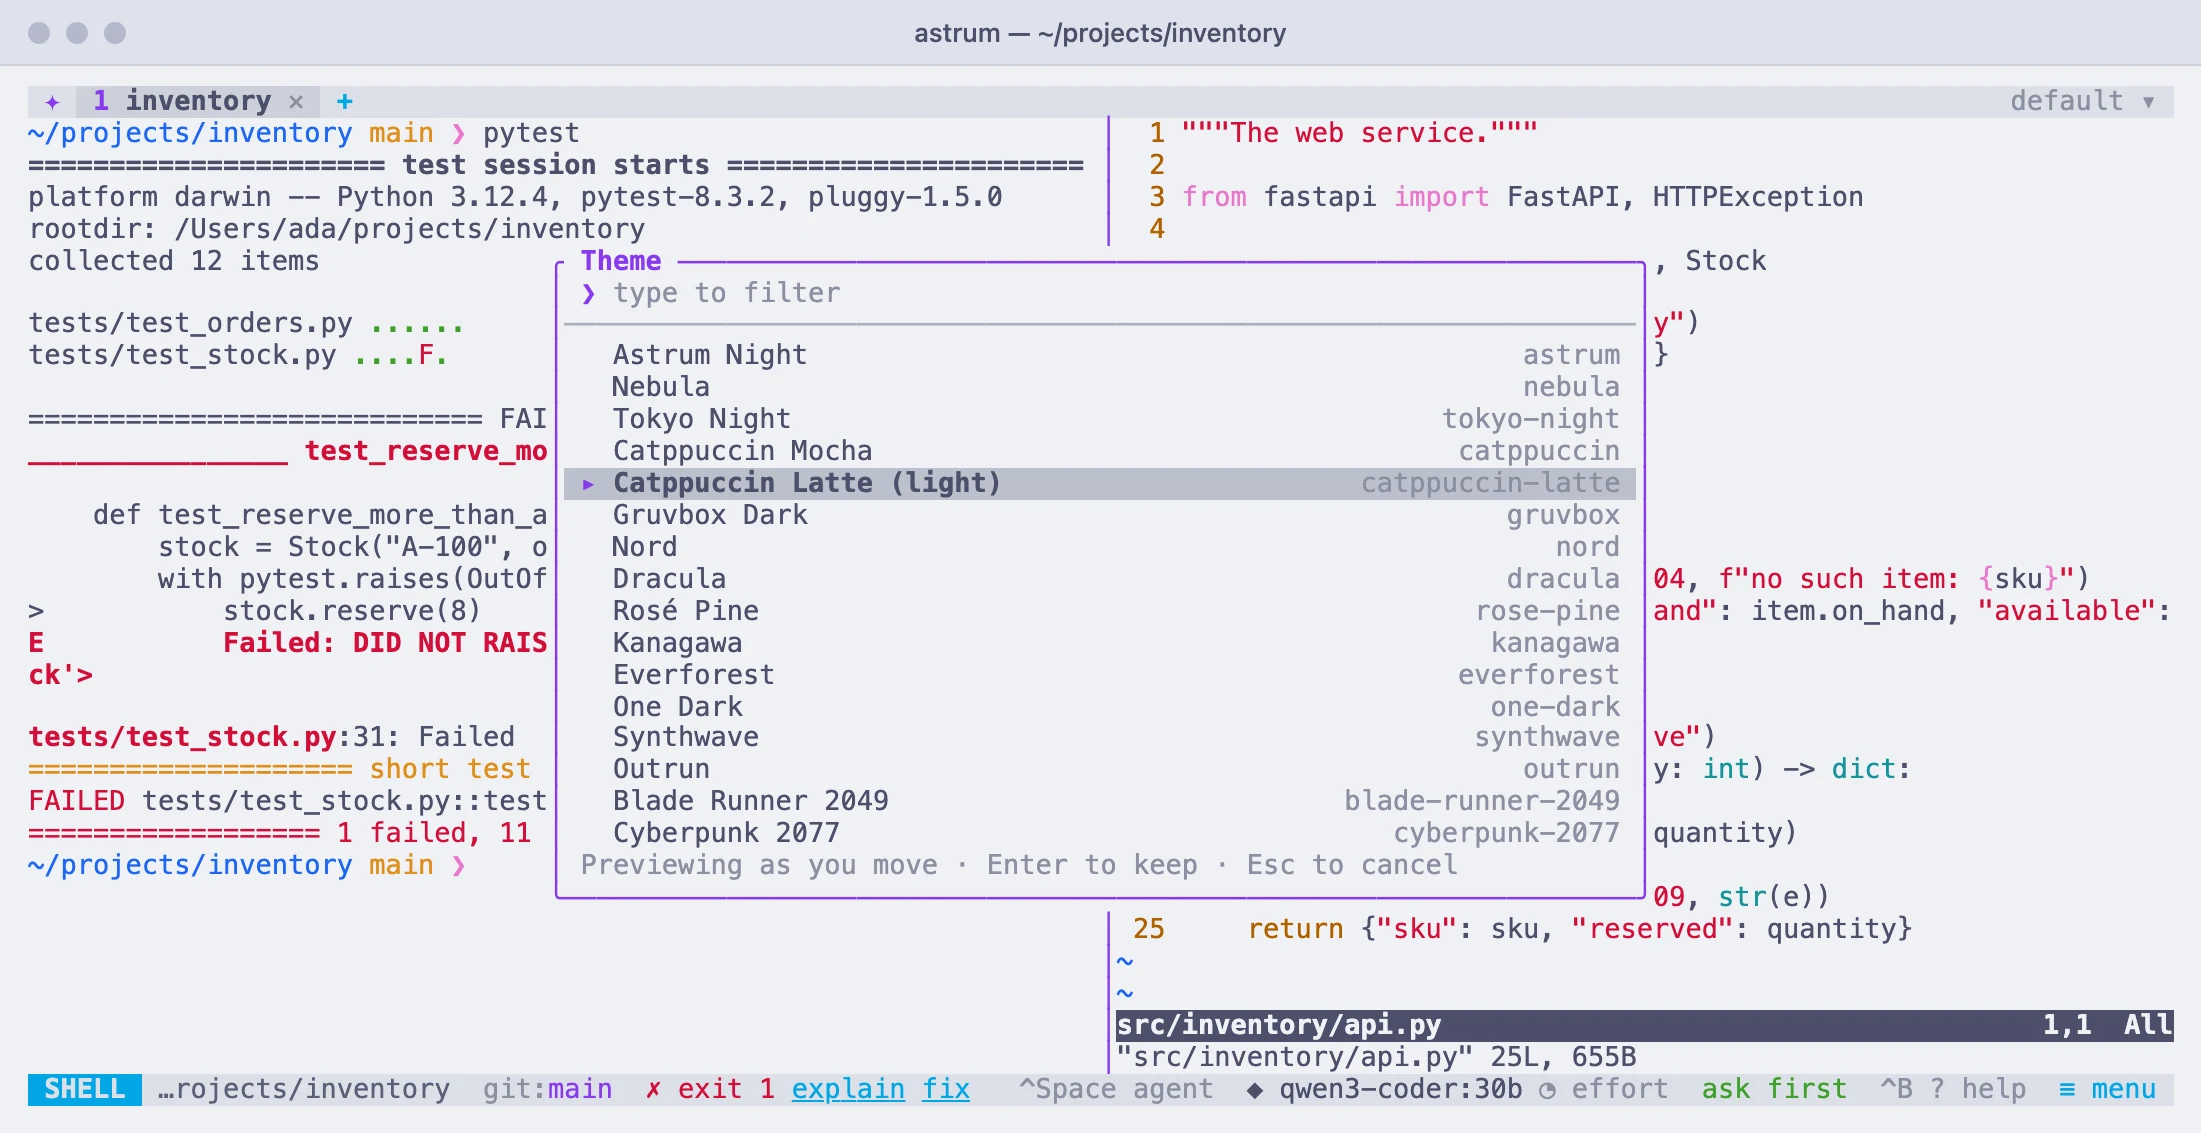 astrum — ~/projects/inventory
✦ 1 inventory × + default ▾
~/projects/inventory main ❯ pytest
====================== test session starts ======================
platform darwin -- Python 3.12.4, pytest-8.3.2, pluggy-1.5.0
rootdir: /Users/ada/projects/inventory
collected 12 items
tests/test_orders.py ......
tests/test_stock.py ....F.
============================ FAI
________________ test_reserve_mo
def test_reserve_more_than_a
stock = Stock("A-100", o
with pytest.raises(OutOf
> stock.reserve(8)
E Failed: DID NOT RAIS
ck'>
tests/test_stock.py:31: Failed
==================== short test
FAILED tests/test_stock.py::test
================== 1 failed, 11
~/projects/inventory main ❯
Theme
❯ type to filter
Astrum Night astrum
Nebula nebula
Tokyo Night tokyo-night
Catppuccin Mocha catppuccin
▸ Catppuccin Latte (light) catppuccin-latte
Gruvbox Dark gruvbox
Nord nord
Dracula dracula
Rosé Pine rose-pine
Kanagawa kanagawa
Everforest everforest
One Dark one-dark
Synthwave synthwave
Outrun outrun
Blade Runner 2049 blade-runner-2049
Cyberpunk 2077 cyberpunk-2077
Previewing as you move · Enter to keep · Esc to cancel
1 """The web service."""
2
3 from fastapi import FastAPI, HTTPException
4
, Stock
y")
}
04, f"no such item: {sku}")
and": item.on_hand, "available":
ve")
y: int) -> dict:
quantity)
09, str(e))
25 return {"sku": sku, "reserved": quantity}
~
~
src/inventory/api.py 1,1 All
"src/inventory/api.py" 25L, 655B
SHELL …rojects/inventory git:main ✗ exit 1 explain fix ^Space agent ◆ qwen3-coder:30b ◔ effort ask first ^B ? help ≡ menu